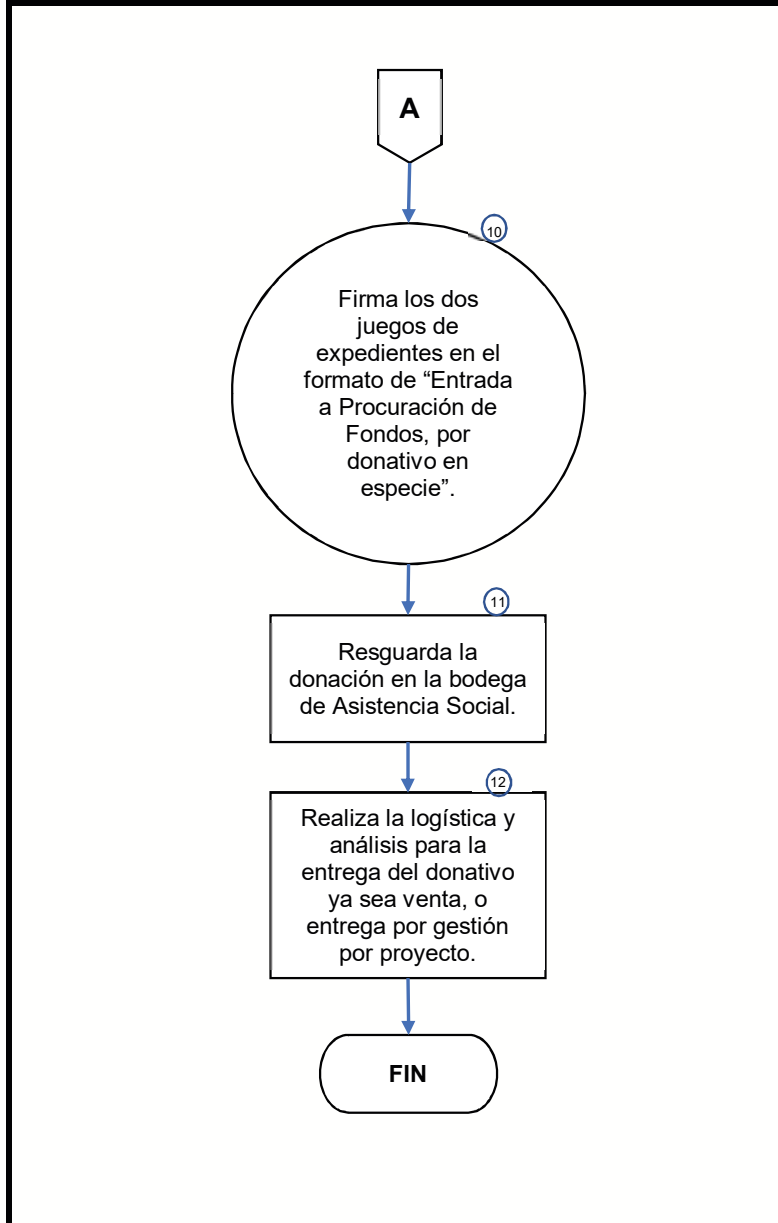 A
10
Firma los dos
juegos de
expedientes en el
formato de “Entrada
a Procuración de
Fondos, por
donativo en
especie”.
11
Resguarda la
donación en la bodega
de Asistencia Social.
12
Realiza la logística y
análisis para la
entrega del donativo
ya sea venta, o
entrega por gestión
por proyecto.
FIN